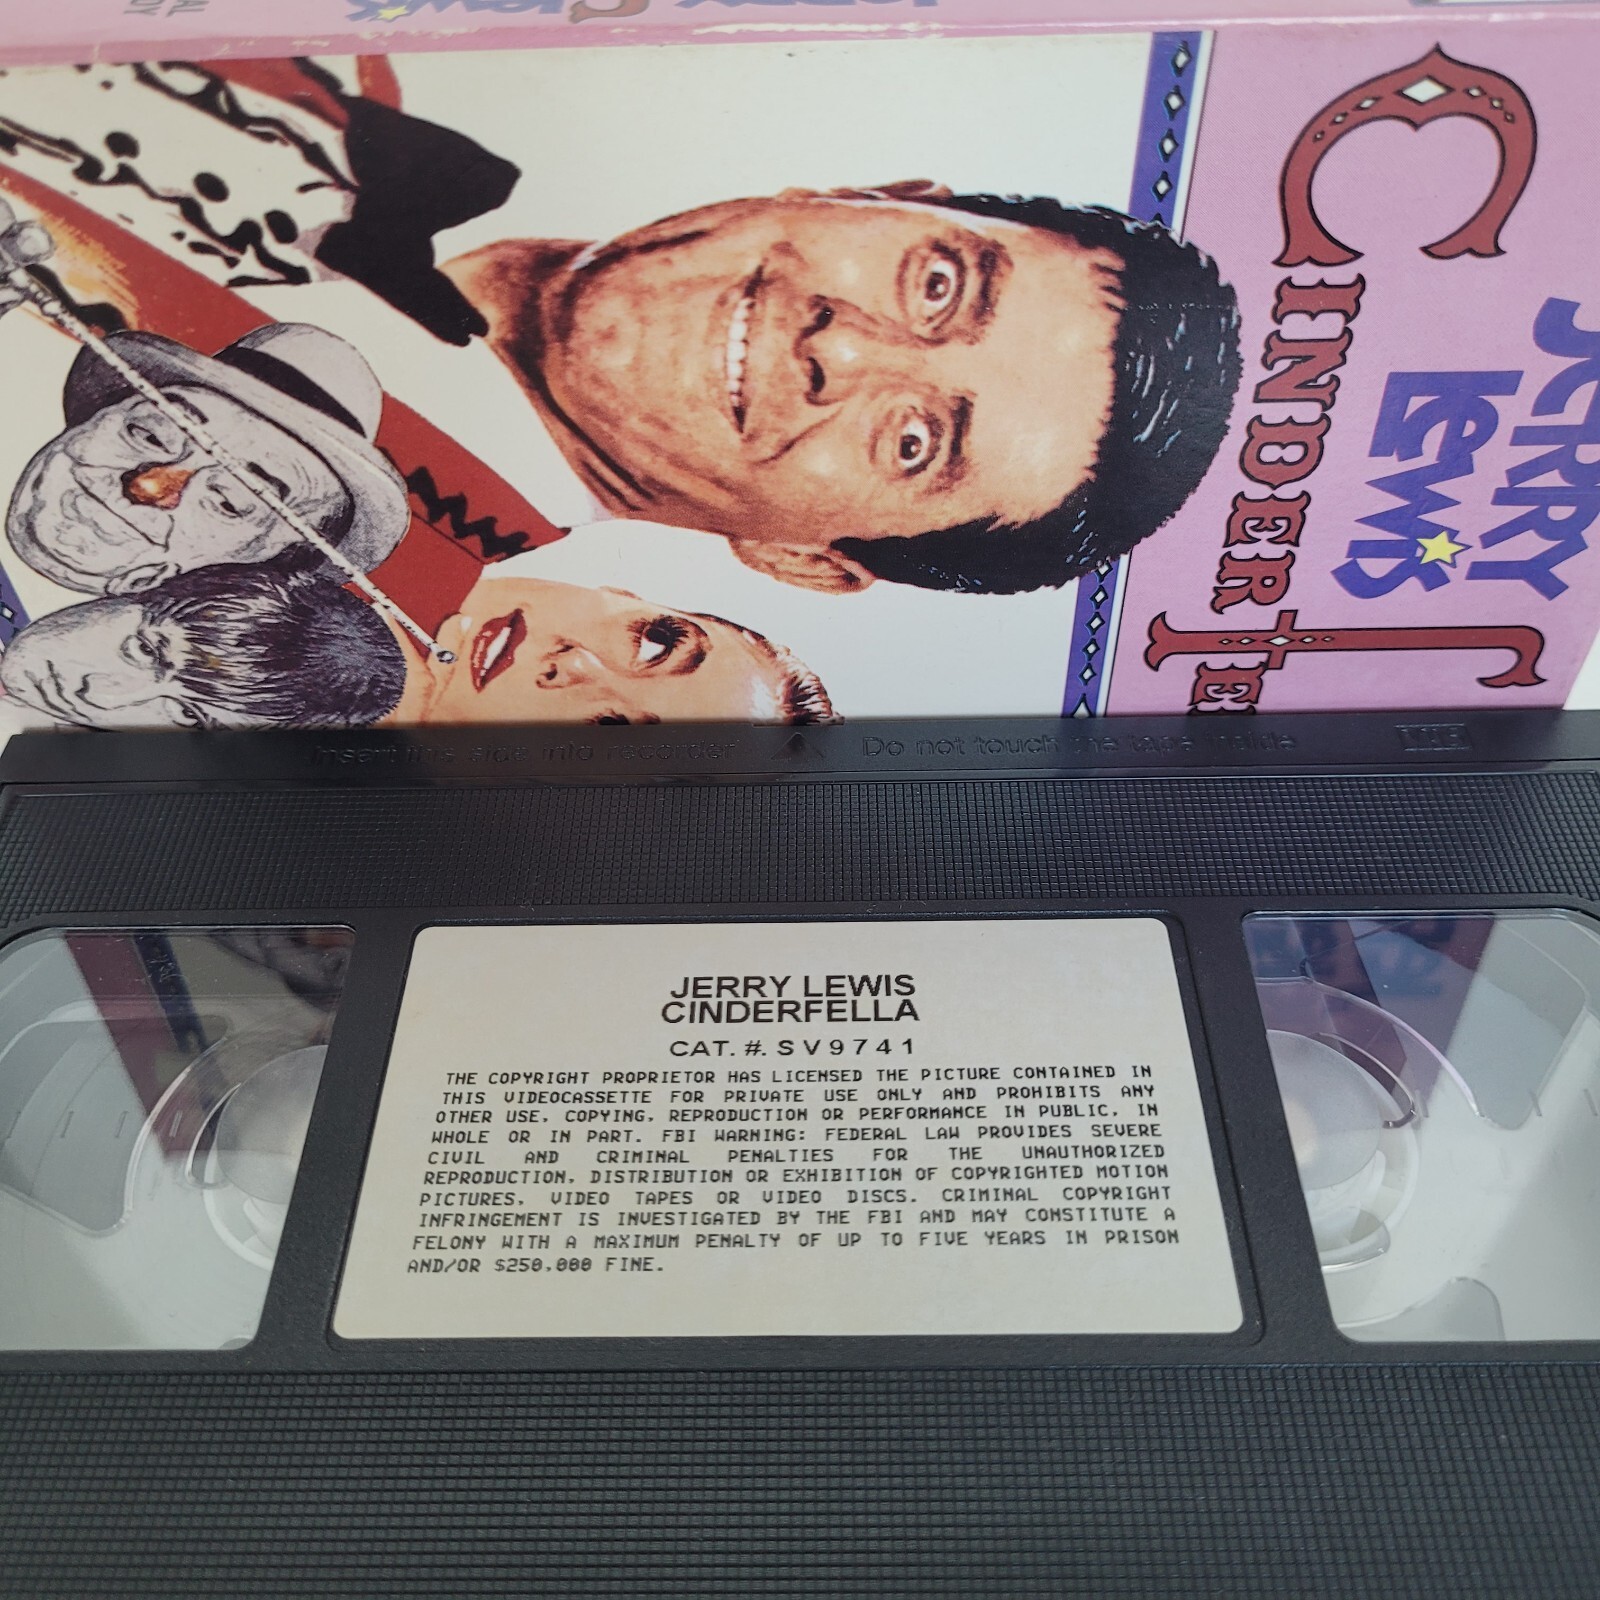 JERRY
LEWIS
CINDERFE
Insert this side into recorder
Do not touch the tape inside
VHS
JERRY LEWIS
CINDERFELLA
CAT. #. SV9741
THE COPYRIGHT PROPRIETOR HAS LICENSED THE PICTURE CONTAINED IN
THIS VIDEOCASSETTE FOR PRIVATE USE ONLY AND PROHIBITS ANY
OTHER USE, COPYING, REPRODUCTION OR PERFORMANCE IN PUBLIC, IN
WHOLE OR IN PART. FBI WARNING: FEDERAL LAW PROVIDES SEVERE
CIVIL AND CRIMINAL PENALTIES FOR THE UNAUTHORIZED
REPRODUCTION, DISTRIBUTION OR EXHIBITION OF COPYRIGHTED MOTION
PICTURES, VIDEO TAPES OR VIDEO DISCS. CRIMINAL COPYRIGHT
INFRINGEMENT IS INVESTIGATED BY THE FBI AND MAY CONSTITUTE A
FELONY WITH A MAXIMUM PENALTY OF UP TO FIVE YEARS IN PRISON
AND/OR $250,000 FINE.